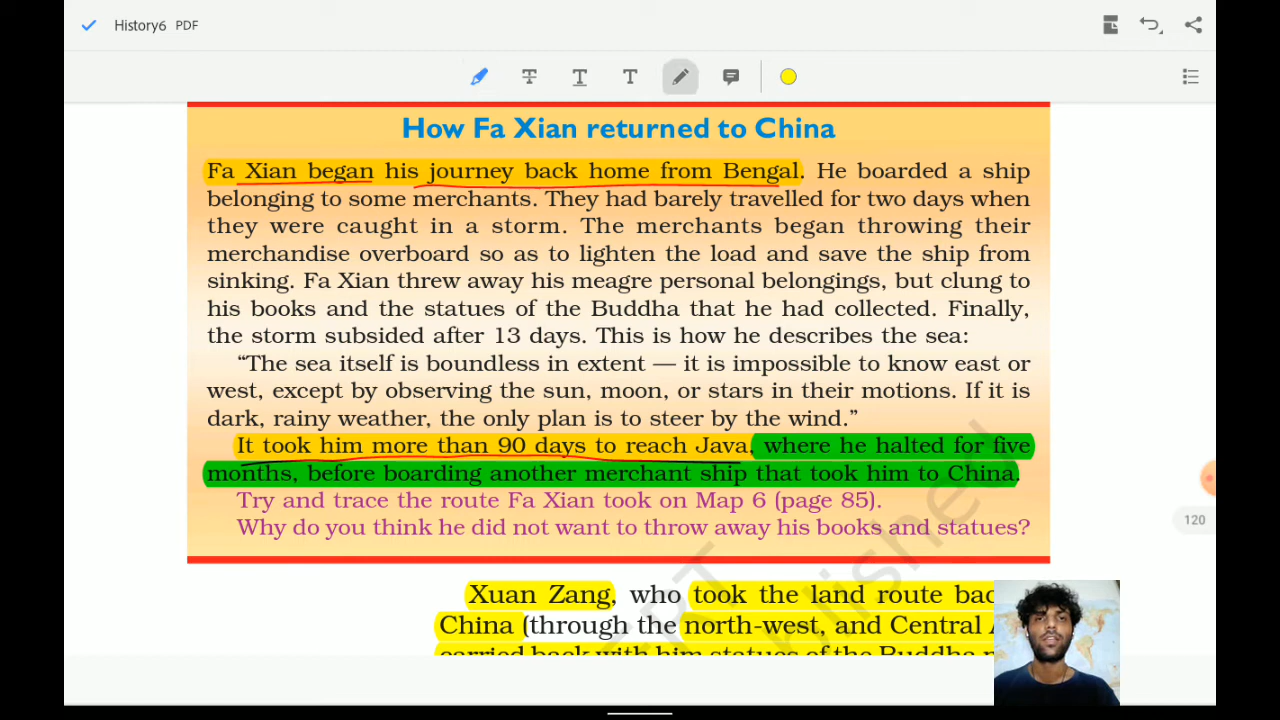 History6 PDF
How Fa Xian returned to China
Fa Xian began his journey back home from Bengal. He boarded a ship
belonging to some merchants. They had barely travelled for two days when
they were caught in a storm. The merchants began throwing their
merchandise overboard so as to lighten the load and save the ship from
sinking. Fa Xian threw away his meagre personal belongings, but clung to
his books and the statues of the Buddha that he had collected. Finally,
the storm subsided after 13 days. This is how he describes the sea:
“The sea itself is boundless in extent — it is impossible to know east or
west, except by observing the sun, moon, or stars in their motions. If it is
dark, rainy weather, the only plan is to steer by the wind.”
It took him more than 90 days to reach Java, where he halted for five
months, before boarding another merchant ship that took him to China.
Try and trace the route Fa Xian took on Map 6 (page 85).
Why do you think he did not want to throw away his books and statues?
120
Xuan Zang, who took the land route
China (through the north-west, and Central
carried back with him statues of the Buddha